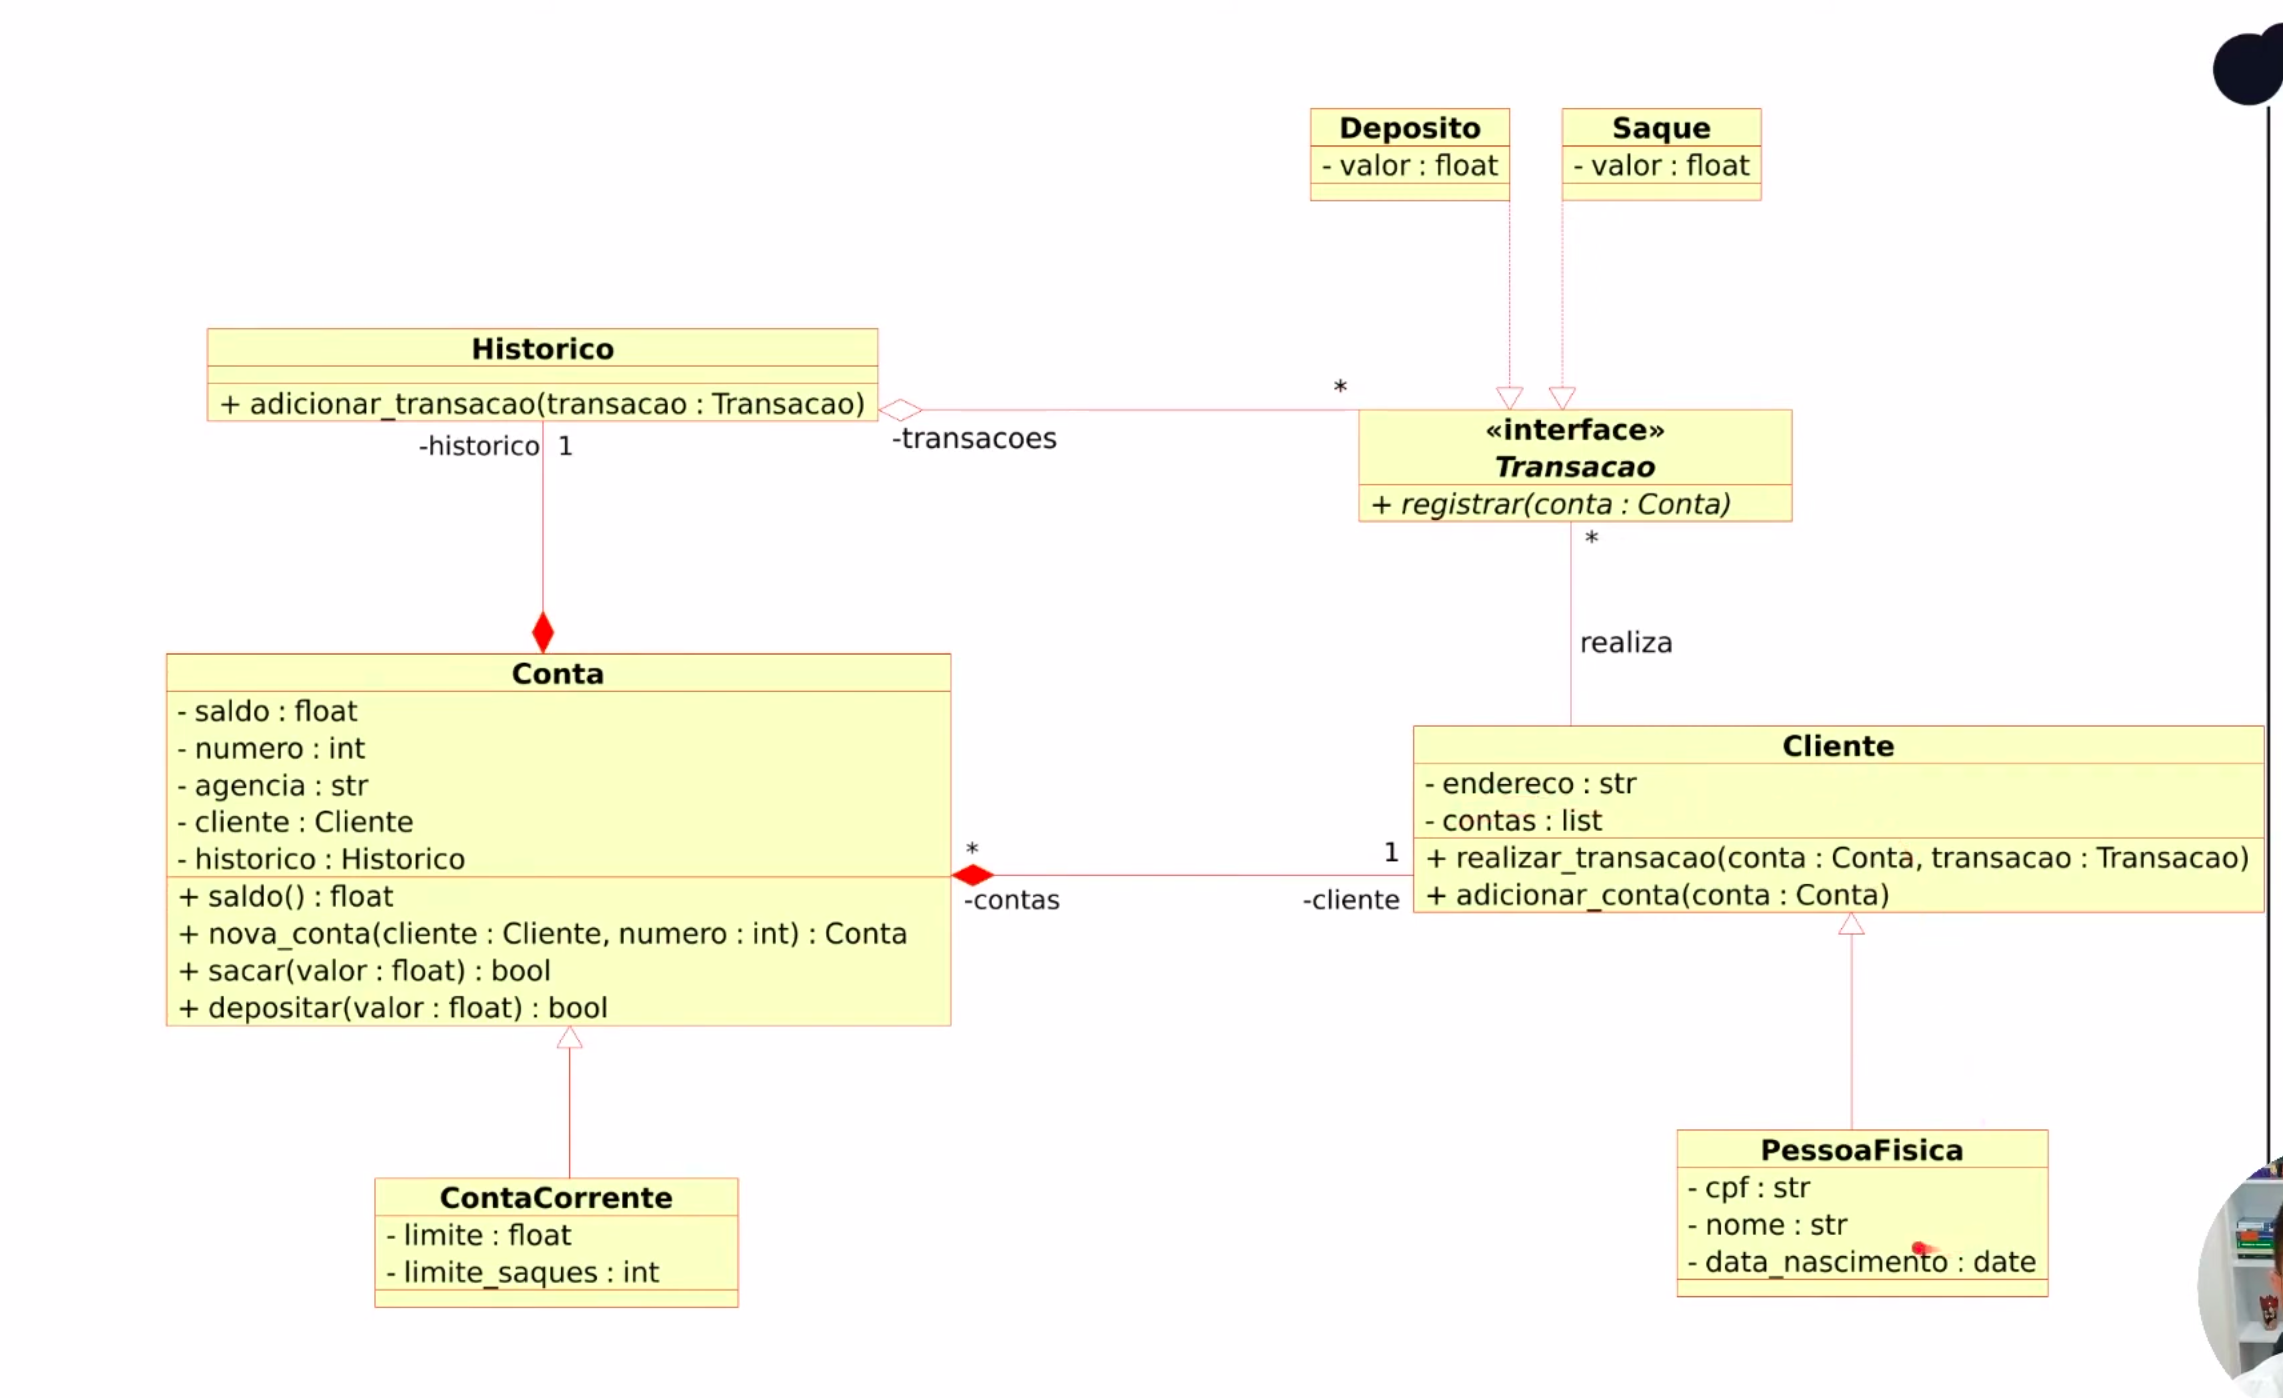 Deposito
- valor : float
Saque
- valor : float
Historico
+ adicionar_transacao(transacao : Transacao)
-historico 1
-transacoes
*
«interface»
Transacao
+ registrar(conta : Conta)
*
realiza
Conta
- saldo : float
- numero : int
- agencia : str
- cliente : Cliente
- historico : Historico
+ saldo() : float
+ nova_conta(cliente : Cliente, numero : int) : Conta
+ sacar(valor : float) : bool
+ depositar(valor : float) : bool
*
-contas
1
-cliente
Cliente
- endereco : str
- contas : list
+ realizar_transacao(conta : Conta, transacao : Transacao)
+ adicionar_conta(conta : Conta)
ContaCorrente
- limite : float
- limite_saques : int
PessoaFisica
- cpf : str
- nome : str
- data_nascimento : date